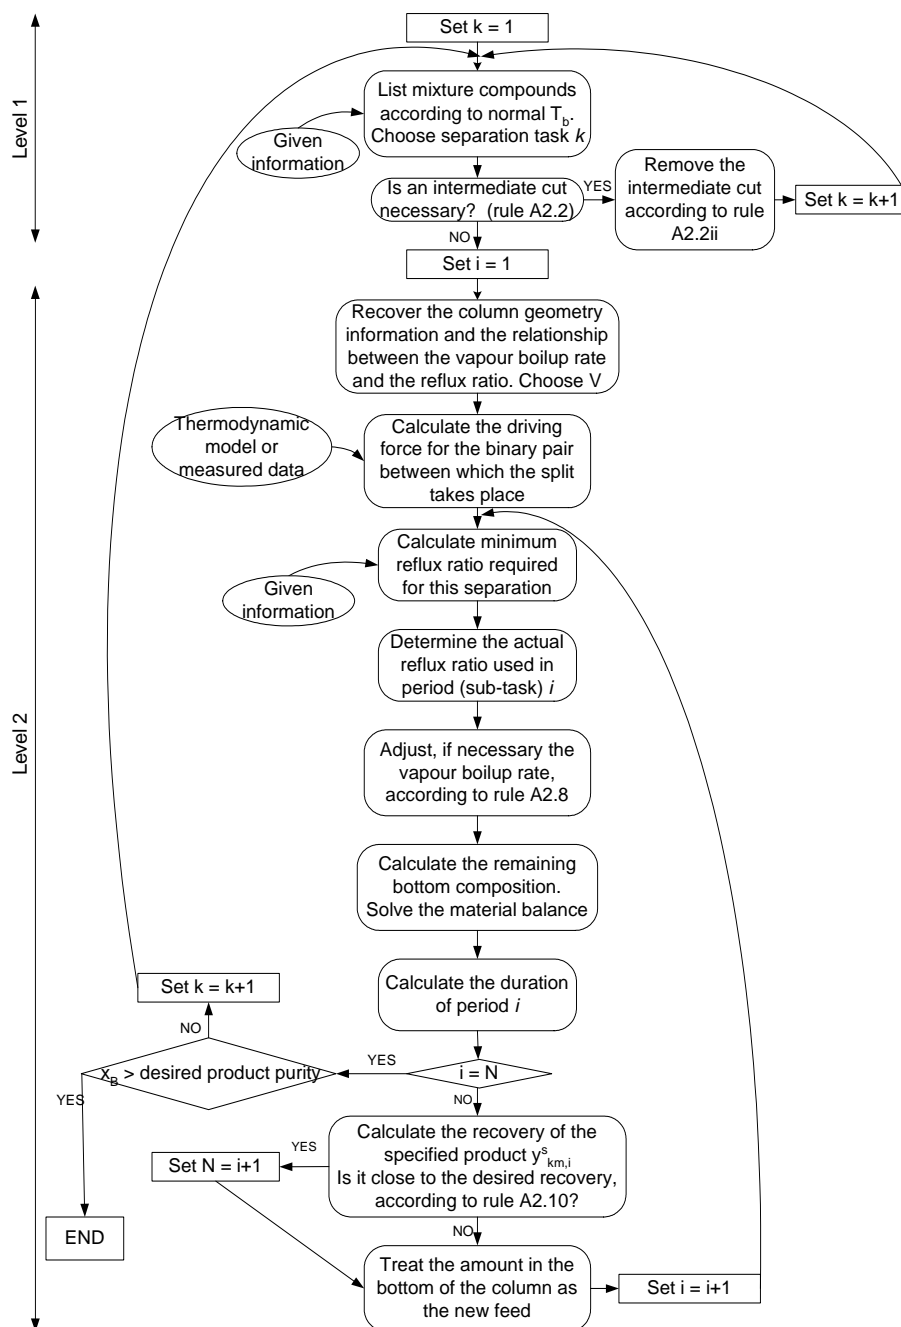 Level 1
Set k = 1
List mixture compounds
according to normal T_b.
Choose separation task k
Given
information
Is an intermediate cut
necessary? (rule A2.2)
YES
Remove the
intermediate cut
according to rule
A2.2ii
Set k = k+1
NO
Set i = 1
Level 2
Recover the column geometry
information and the relationship
between the vapour boilup rate
and the reflux ratio. Choose V
Thermodynamic
model or
measured data
Calculate the driving
force for the binary pair
between which the split
takes place
Calculate minimum
reflux ratio required
for this separation
Given
information
Determine the actual
reflux ratio used in
period (sub-task) i
Adjust, if necessary the
vapour boilup rate,
according to rule A2.8
Calculate the remaining
bottom composition.
Solve the material balance
Calculate the duration
of period i
Set k = k+1
NO
x_B > desired product purity
YES
i = N
YES
NO
Calculate the recovery of the
specified product y^s_km,i
Is it close to the desired recovery,
according to rule A2.10?
YES
Set N = i+1
END
NO
Treat the amount in the
bottom of the column as
the new feed
Set i = i+1